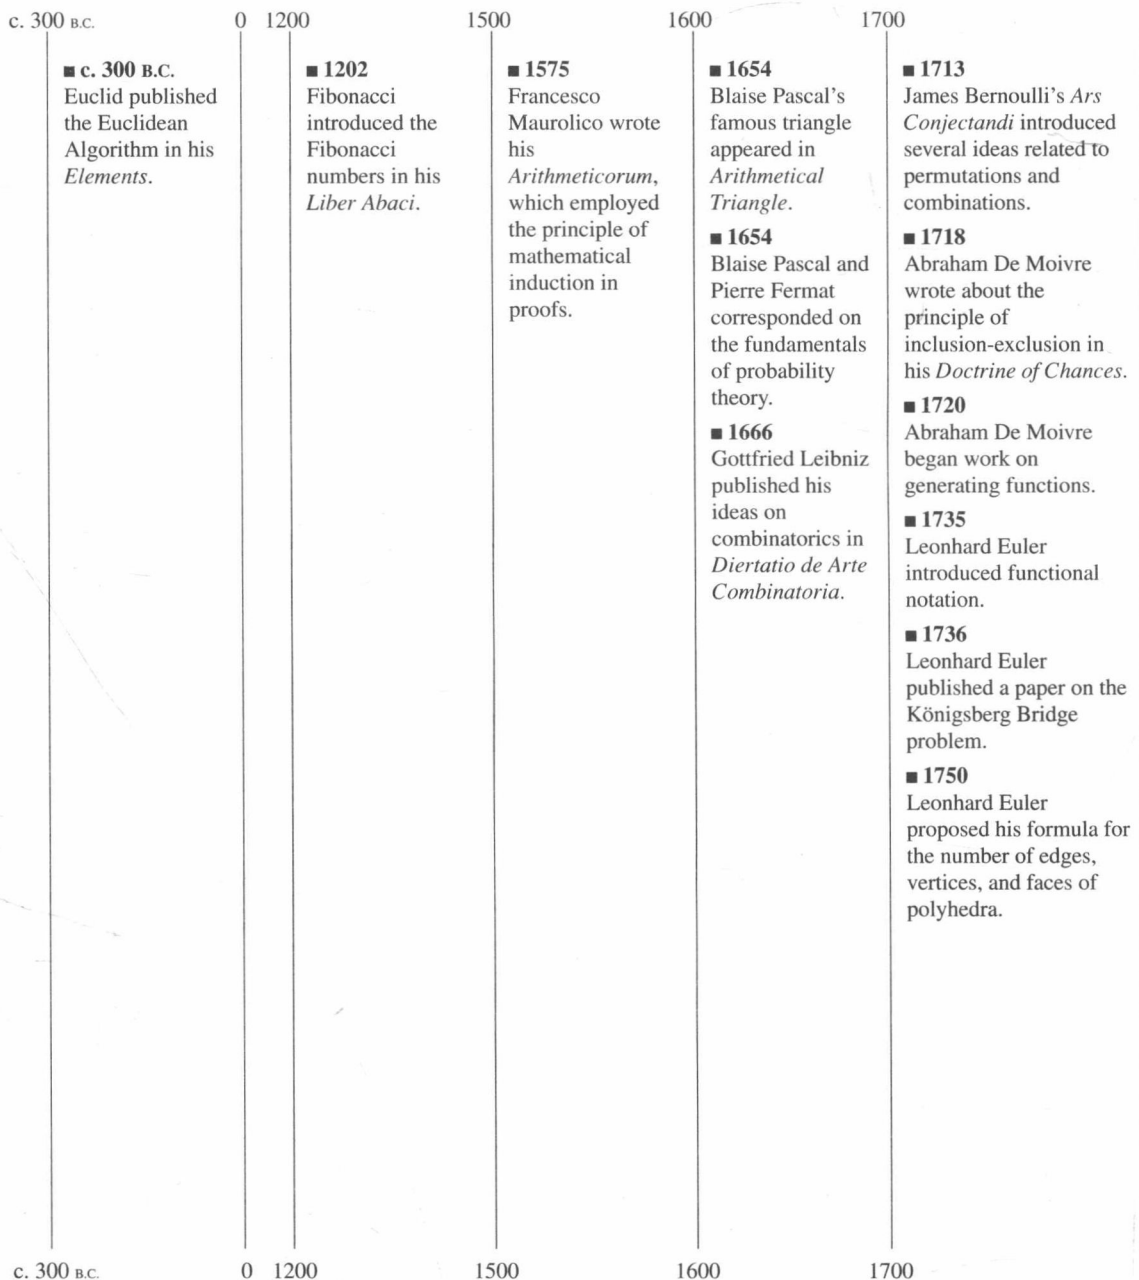 c. 300 B.C. 0 1200 1500 1600 1700
■ c. 300 B.C.
Euclid published
the Euclidean
Algorithm in his
Elements.
■ 1202
Fibonacci
introduced the
Fibonacci
numbers in his
Liber Abaci.
■ 1575
Francesco
Maurolico wrote
his
Arithmeticorum,
which employed
the principle of
mathematical
induction in
proofs.
■ 1654
Blaise Pascal's
famous triangle
appeared in
Arithmetical
Triangle.
■ 1654
Blaise Pascal and
Pierre Fermat
corresponded on
the fundamentals
of probability
theory.
■ 1666
Gottfried Leibniz
published his
ideas on
combinatorics in
Diertatio de Arte
Combinatoria.
■ 1713
James Bernoulli's Ars
Conjectandi introduced
several ideas related to
permutations and
combinations.
■ 1718
Abraham De Moivre
wrote about the
principle of
inclusion-exclusion in
his Doctrine of Chances.
■ 1720
Abraham De Moivre
began work on
generating functions.
■ 1735
Leonhard Euler
introduced functional
notation.
■ 1736
Leonhard Euler
published a paper on the
Königsberg Bridge
problem.
■ 1750
Leonhard Euler
proposed his formula for
the number of edges,
vertices, and faces of
polyhedra.
c. 300 B.C. 0 1200 1500 1600 1700